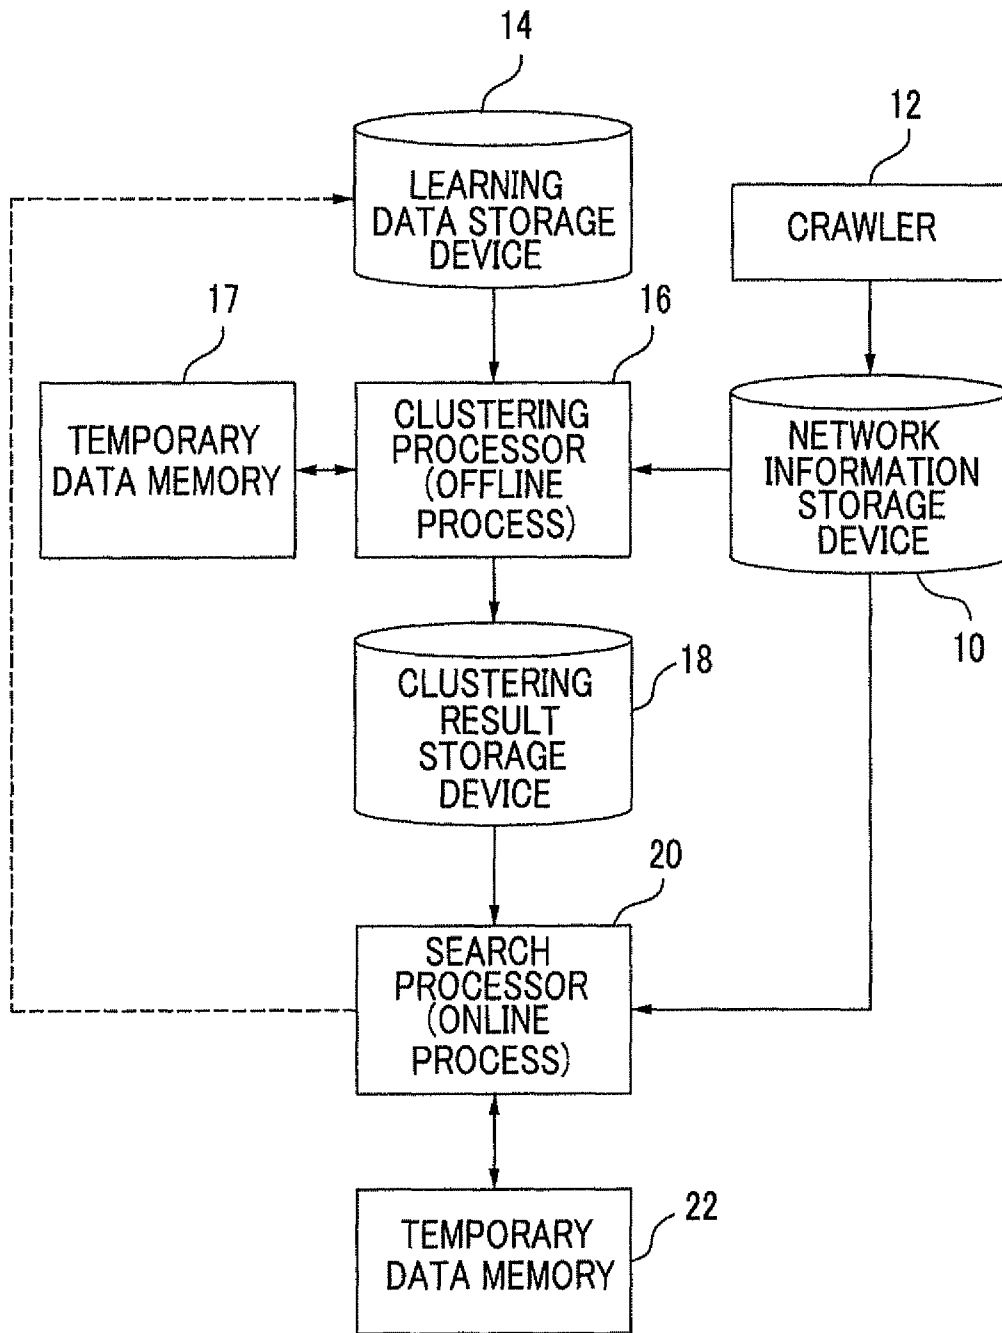 14
12
LEARNING
DATA STORAGE
DEVICE
CRAWLER
17
16
TEMPORARY
DATA MEMORY
CLUSTERING
PROCESSOR
(OFFLINE
PROCESS)
NETWORK
INFORMATION
STORAGE
DEVICE
10
18
CLUSTERING
RESULT
STORAGE
DEVICE
20
SEARCH
PROCESSOR
(ONLINE
PROCESS)
22
TEMPORARY
DATA MEMORY